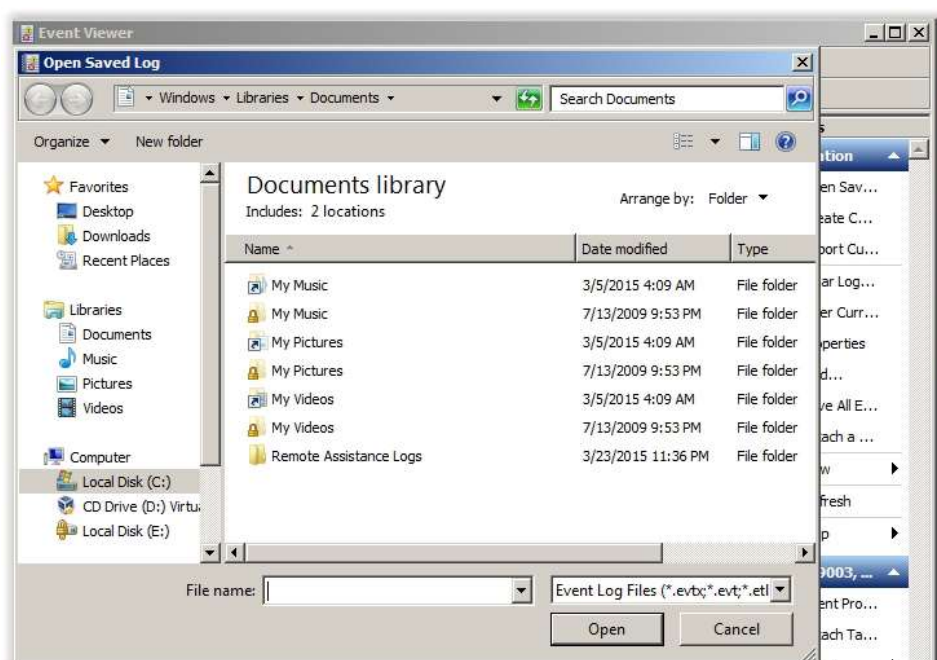 Event Viewer
Open Saved Log
Windows Libraries Documents Search Documents
Organize New folder
Favorites
Desktop
Downloads
Recent Places
Libraries
Documents
Music
Pictures
Videos
Computer
Local Disk (C:)
CD Drive (D:) Virtu
Local Disk (E:)
Documents library
Includes: 2 locations
Arrange by: Folder
Name Date modified Type
My Music 3/5/2015 4:09 AM File folder
My Music 7/13/2009 9:53 PM File folder
My Pictures 3/5/2015 4:09 AM File folder
My Pictures 7/13/2009 9:53 PM File folder
My Videos 3/5/2015 4:09 AM File folder
My Videos 7/13/2009 9:53 PM File folder
Remote Assistance Logs 3/23/2015 11:36 PM File folder
File name: Event Log Files (*.evtx;*.evt;*.etl
Open Cancel
s
ation
en Sav...
eate C...
port Cu...
ar Log...
er Curr...
operties
d...
ve All E...
ach a ...
w
fresh
p
9003, ...
ent Pro...
ach Ta...